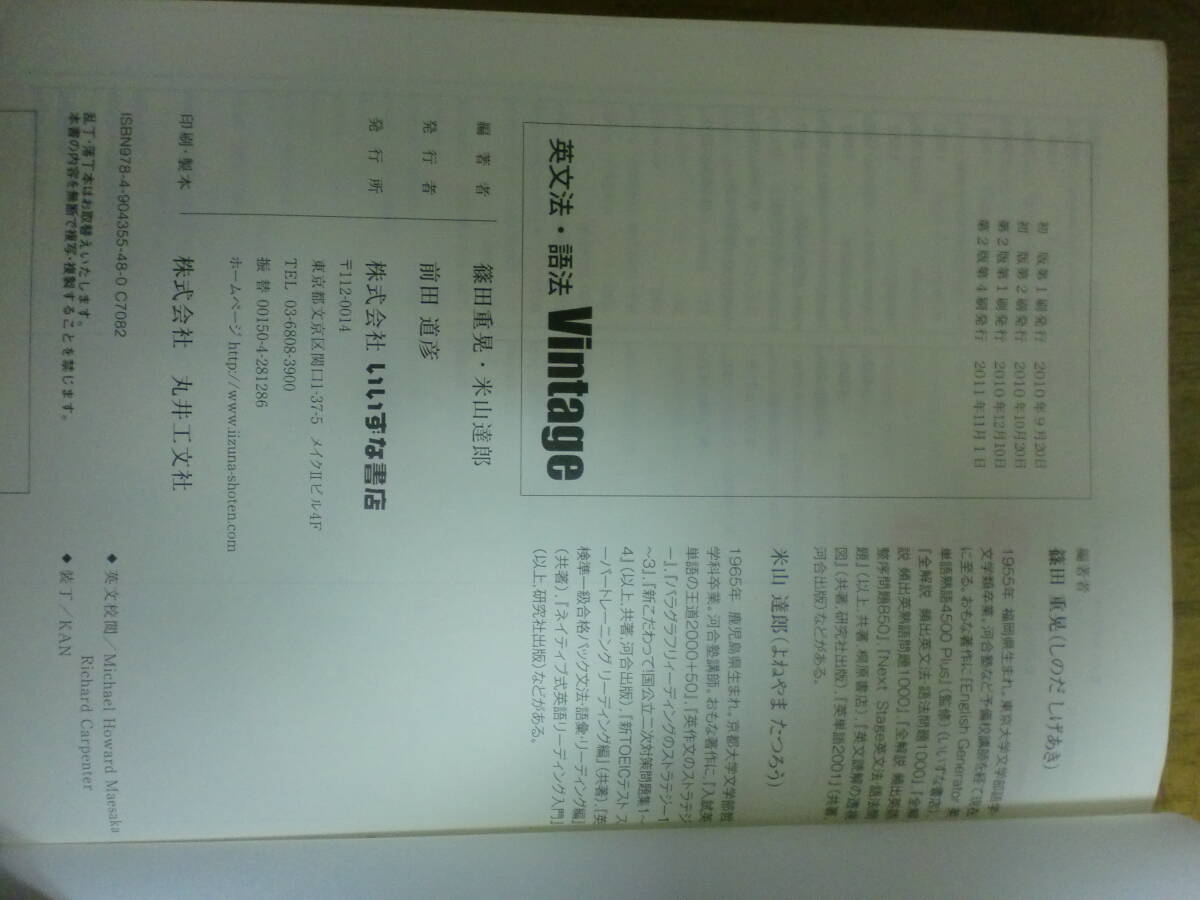 初 版第1刷発行 2010年9月20日
初 版第2刷発行 2010年10月20日
第2版第1刷発行 2010年12月10日
第2版第4刷発行 2011年11月1日
英文法・語法 Vintage
編著者 篠田重晃・米山達郎
発行者 前田 道彦
発行所 株式会社 いいずな書店
〒112-0014
東京都文京区関口1-37-5 メイクⅡビル4F
TEL 03-6808-3900
振替 00150-4-281286
ホームページ http://www.iizuna-shoten.com
印刷・製本 株式会社 丸井工文社
ISBN978-4-904355-48-0 C7082
乱丁・落丁本はお取替えいたします。
本書の内容を無断で複写・複製することを禁じます。
編著者
篠田 重晃(しのだ しげあき)
1955年 福岡県生まれ。東京大学文学部語学
文学類卒業。河合塾など予備校講師を経て現在
に至る。おもな著作に『English Generator 英
単語熟語4500 Plus』(監修)(いいずな書店),
『全解説 頻出英文法・語法問題1000』,『全解
説 頻出英熟語問題1000』,『全解説 頻出英語
整序問題850』,『Next Stage英文法・語法問
題』(以上,共著 桐原書店),『英文読解の透視
図』(共著,研究社出版),『英単語2001』(共著,
河合出版)などがある。
米山 達郎(よねやま たつろう)
1965年 鹿児島県生まれ。京都大学文学部哲
学科卒業。河合塾講師。おもな著作に,『入試英
単語の王道2000+50』,『英作文のストラテジ
ー』,『パラグラフリーディングのストラテジー1
～3』,『新こだわって!国公立二次対策問題集1～
4』(以上,共著,河合出版),『新TOEICテスト ス
ーパートレーニング リーディング編』(共著),『英
検準一級合格パック文法・語彙・リーディング編』
(共著),『ネイティブ式英語リーディング入門』
(以上,研究社出版)などがある。
◆英文校閲／Michael Howard Maesaka
Richard Carpenter
◆装丁／KAN